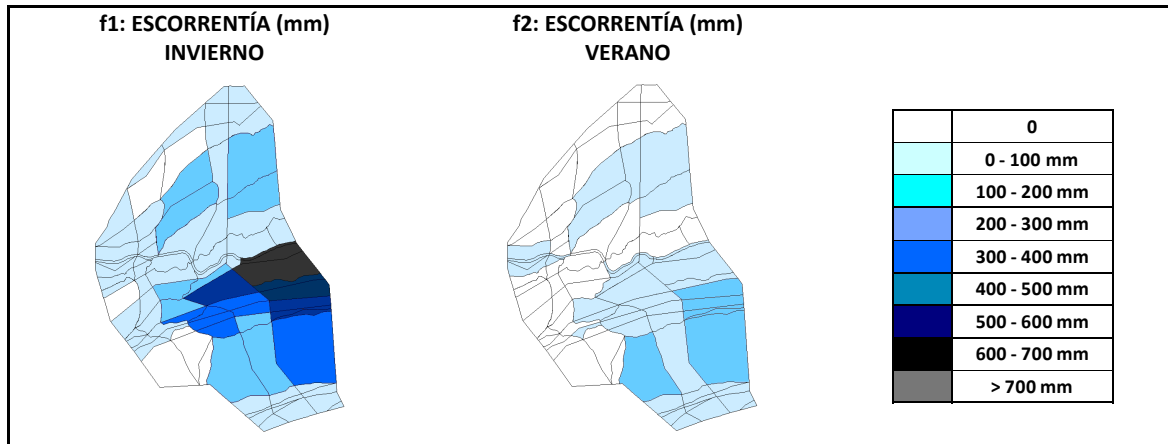 f1: ESCORRENTÍA (mm)
INVIERNO
f2: ESCORRENTÍA (mm)
VERANO
0
0 - 100 mm
100 - 200 mm
200 - 300 mm
300 - 400 mm
400 - 500 mm
500 - 600 mm
600 - 700 mm
> 700 mm